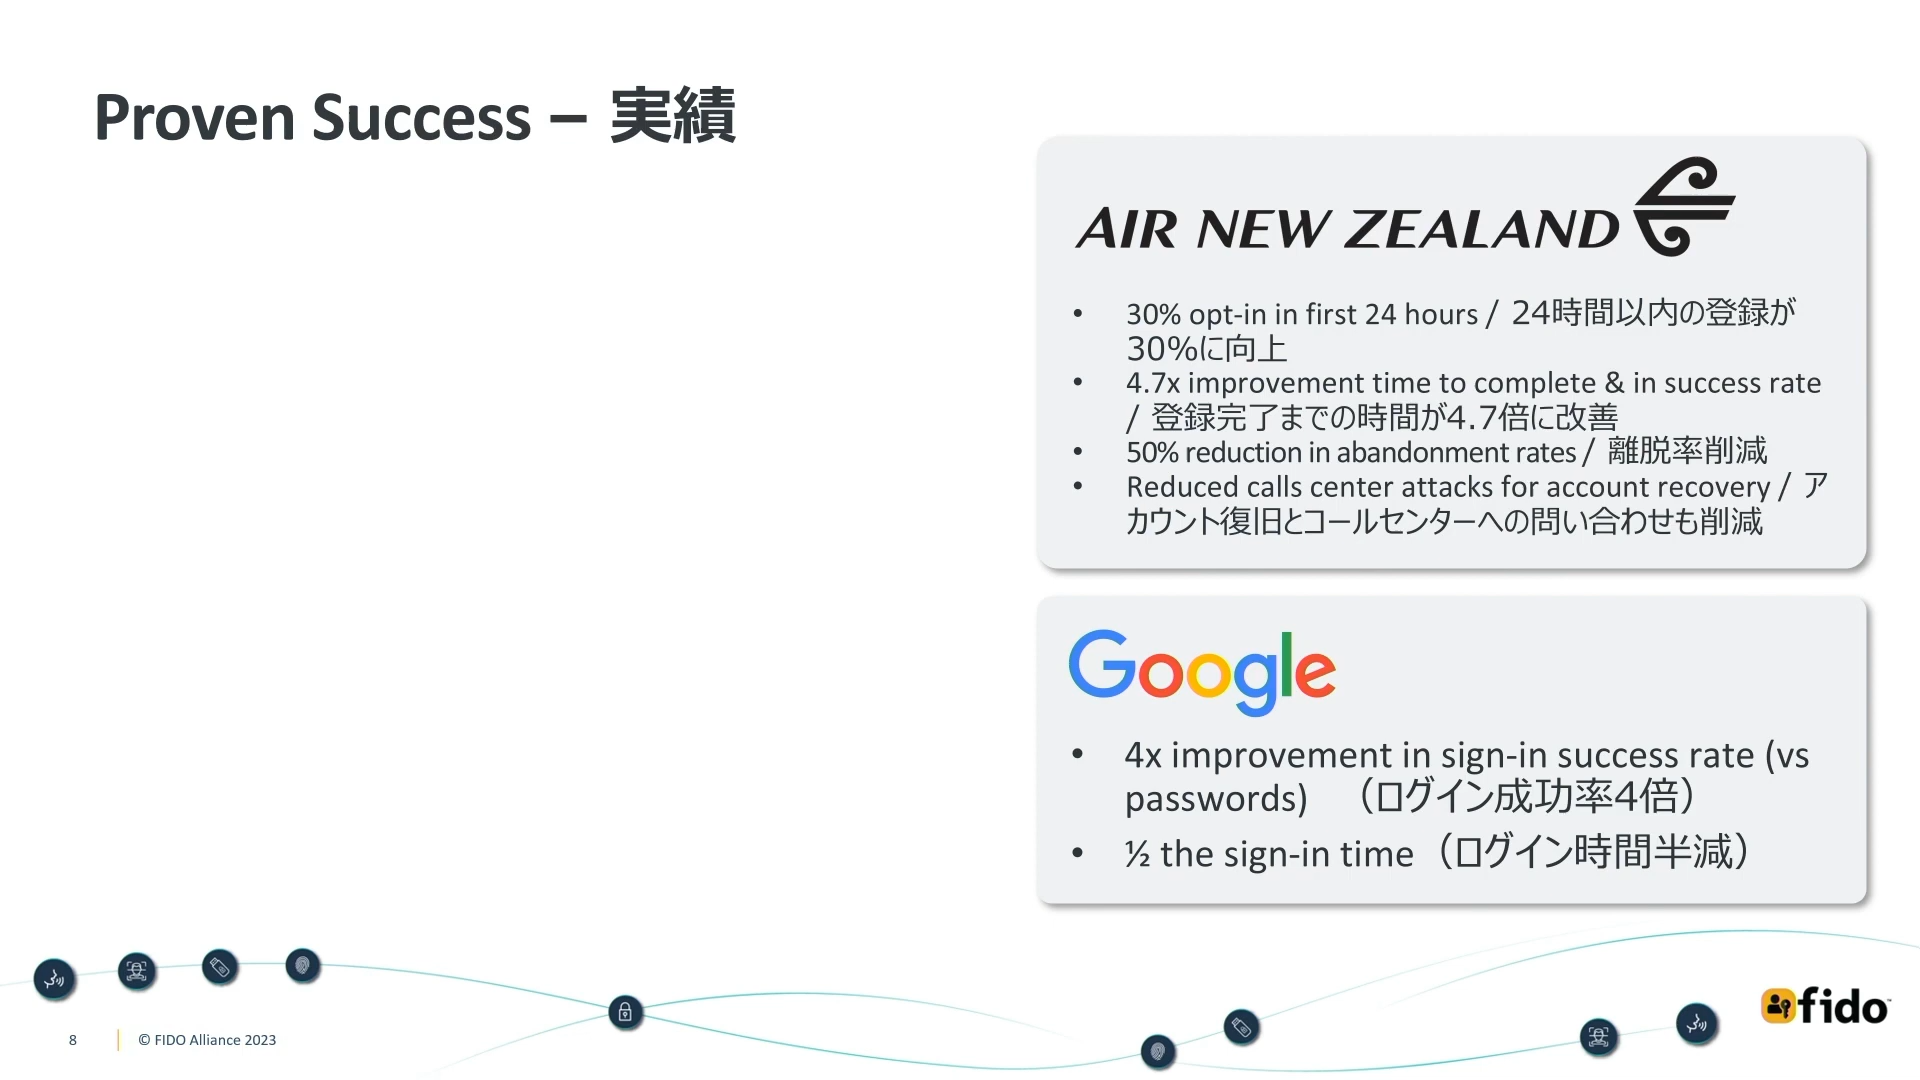 Proven Success – 実績
AIR NEW ZEALAND
• 30% opt-in in first 24 hours / 24時間以内の登録が
30%に向上
• 4.7x improvement time to complete & in success rate
/ 登録完了までの時間が4.7倍に改善
• 50% reduction in abandonment rates / 離脱率削減
• Reduced calls center attacks for account recovery / ア
カウント復旧とコールセンターへの問い合わせも削減
Google
• 4x improvement in sign-in success rate (vs
passwords) （ログイン成功率4倍）
• ½ the sign-in time（ログイン時間半減）
8
© FIDO Alliance 2023
fido™